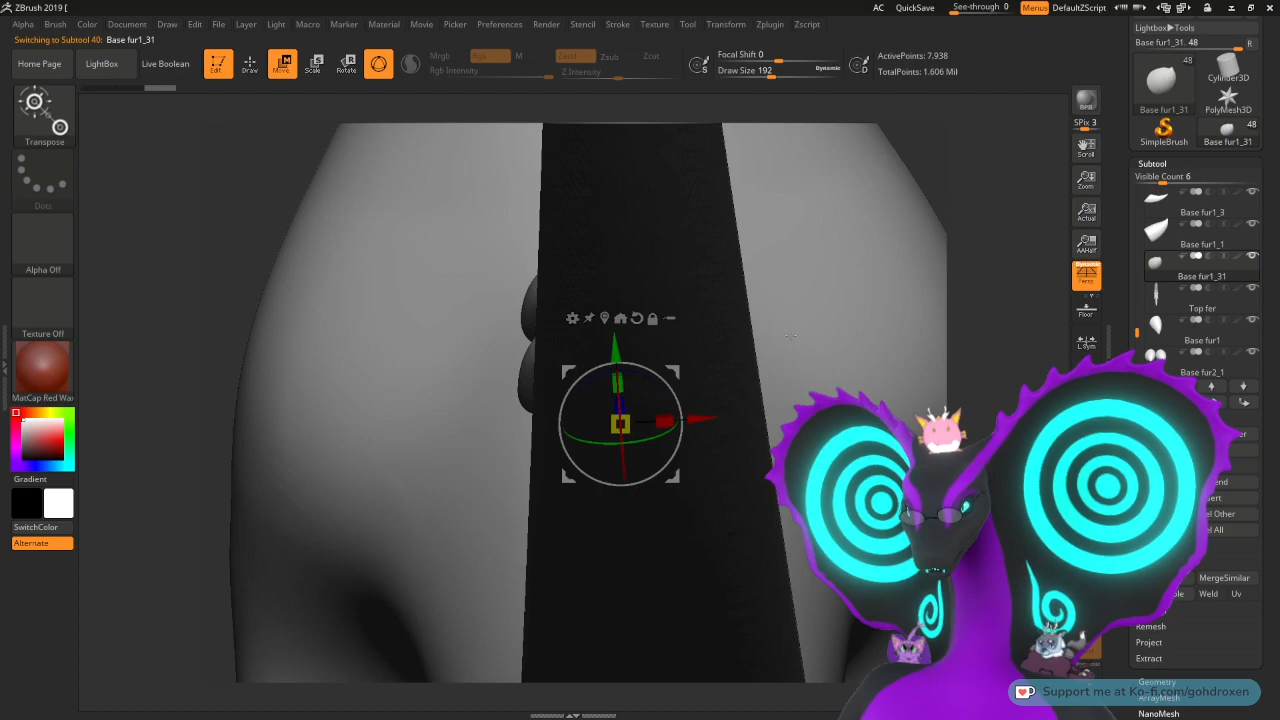 ZBrush 2019 [
AC QuickSave See-through 0 Menus DefaultZScript
Alpha Brush Color Document Draw Edit File Layer Light Macro Marker Material Movie Picker Preferences Render Stencil Stroke Texture Tool Transform Zplugin Zscript
Switching to Subtool 40: Base fur1_31
Home Page LightBox Live Boolean
Edit Draw Move Scale Rotate
Mrgb Rgb M
Rgb Intensity
Zadd Zsub Zcut
Z Intensity
Focal Shift 0
Draw Size 192 Dynamic
ActivePoints: 7,938
TotalPoints: 1.606 Mil
Transpose
Dots
Alpha Off
Texture Off
MatCap Red Wax
Gradient
SwitchColor
Alternate
BPR
SPix 3
Scroll
Zoom
Actual
AAHalf
Dynamic
Persp
Floor
L.Sym
Lightbox▶Tools
Base fur1_31. 48 R
48
Cylinder3D
Base fur1_31 PolyMesh3D
48
SimpleBrush Base fur1_31
Subtool
Visible Count 6
Base fur1_3
Base fur1_1
Base fur1_31
Top fer
Base fur1
Base fur2_1
MergeSimilar
Weld Uv
Remesh
Project
Extract
Geometry
ArrayMesh
NanoMesh
Support me at Ko-fi.com/gohdroxen